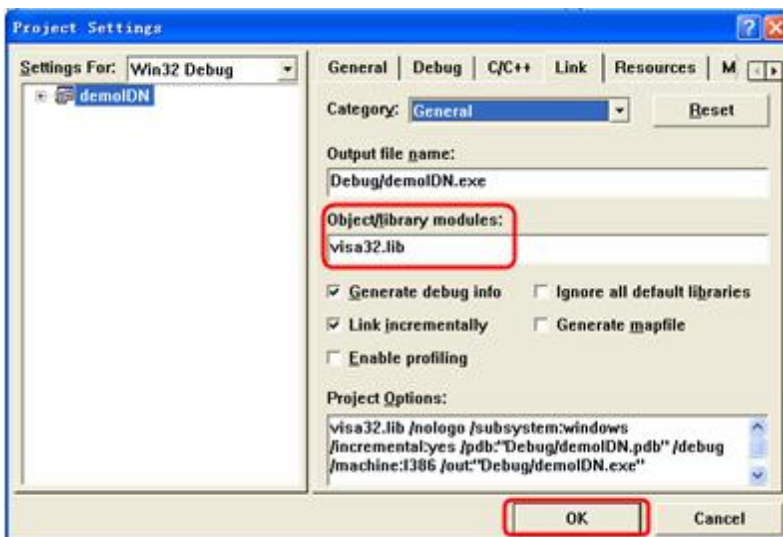 Project Settings
Settings For: Win32 Debug
demoIDN
General Debug C/C++ Link Resources M
Category: General Reset
Output file name:
Debug/demoIDN.exe
Object/library modules:
visa32.lib
Generate debug info Ignore all default libraries
Link incrementally Generate mapfile
Enable profiling
Project Options:
visa32.lib /nologo /subsystem:windows
/incremental:yes /pdb:"Debug/demoIDN.pdb" /debug
/machine:I386 /out:"Debug/demoIDN.exe"
OK Cancel